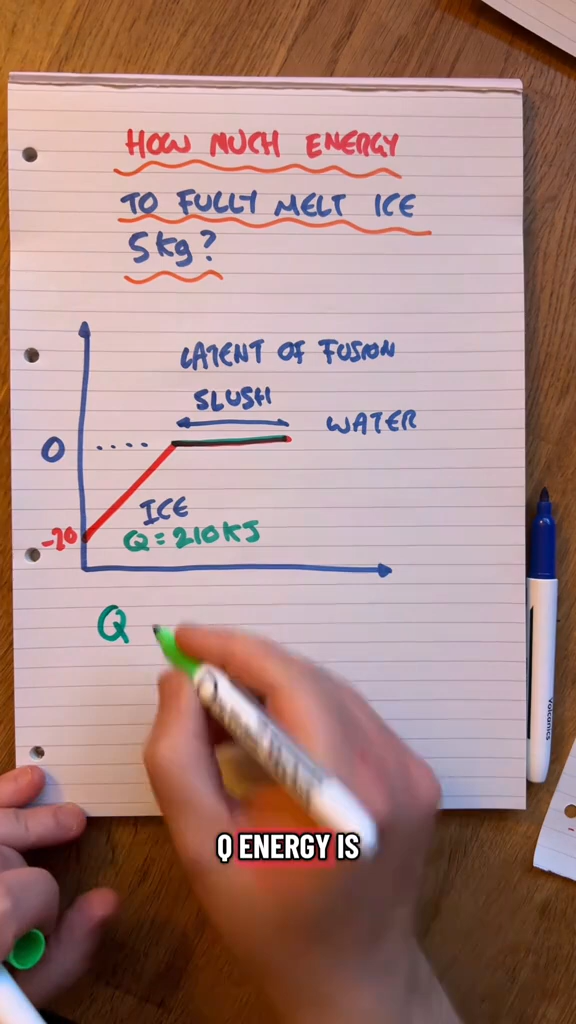 HOW MUCH ENERGY
TO FULLY MELT ICE
5kg?
LATENT OF FUSION
SLUSH
WATER
0
ICE
-20
Q = 210KJ
Q
Volcanics
Q ENERGY IS